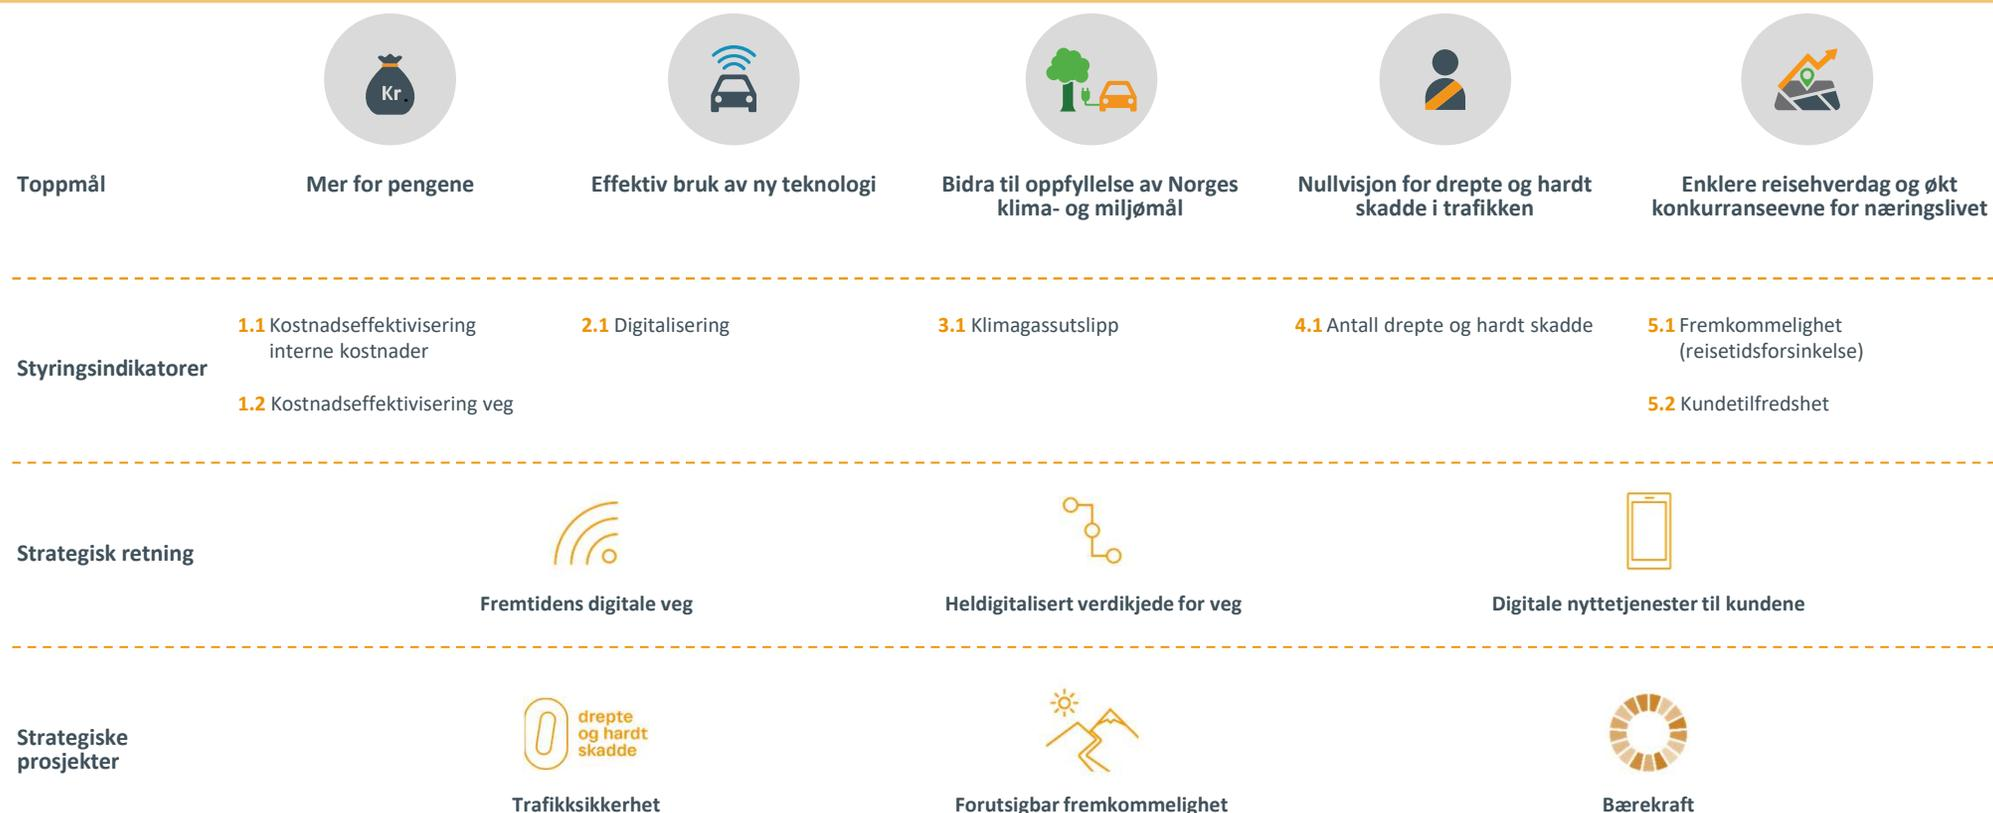 Kr.
Toppmål
Mer for pengene
Effektiv bruk av ny teknologi
Bidra til oppfyllelse av Norges
klima- og miljømål
Nullvisjon for drepte og hardt
skadde i trafikken
Enklere reisehverdag og økt
konkurranseevne for næringslivet
Styringsindikatorer
1.1 Kostnadseffektivisering
interne kostnader
1.2 Kostnadseffektivisering veg
2.1 Digitalisering
3.1 Klimagassutslipp
4.1 Antall drepte og hardt skadde
5.1 Fremkommelighet
(reisetidsforsinkelse)
5.2 Kundetilfredshet
Strategisk retning
Fremtidens digitale veg
Heldigitalisert verdikjede for veg
Digitale nyttetjenester til kundene
Strategiske
prosjekter
0 drepte
og hardt
skadde
Trafikksikkerhet
Forutsigbar fremkommelighet
Bærekraft